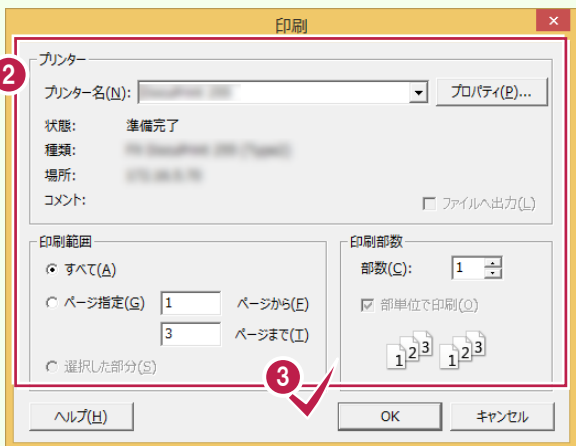 印刷
2
プリンター
プリンター名(N): プロパティ(P)...
状態: 準備完了
種類:
場所:
コメント: ファイルへ出力(L)
印刷範囲
すべて(A)
ページ指定(G) 1 ページから(F)
3 ページまで(T)
選択した部分(S)
印刷部数
部数(C): 1
部単位で印刷(O)
1 2 3 1 2 3
3
ヘルプ(H) OK キャンセル